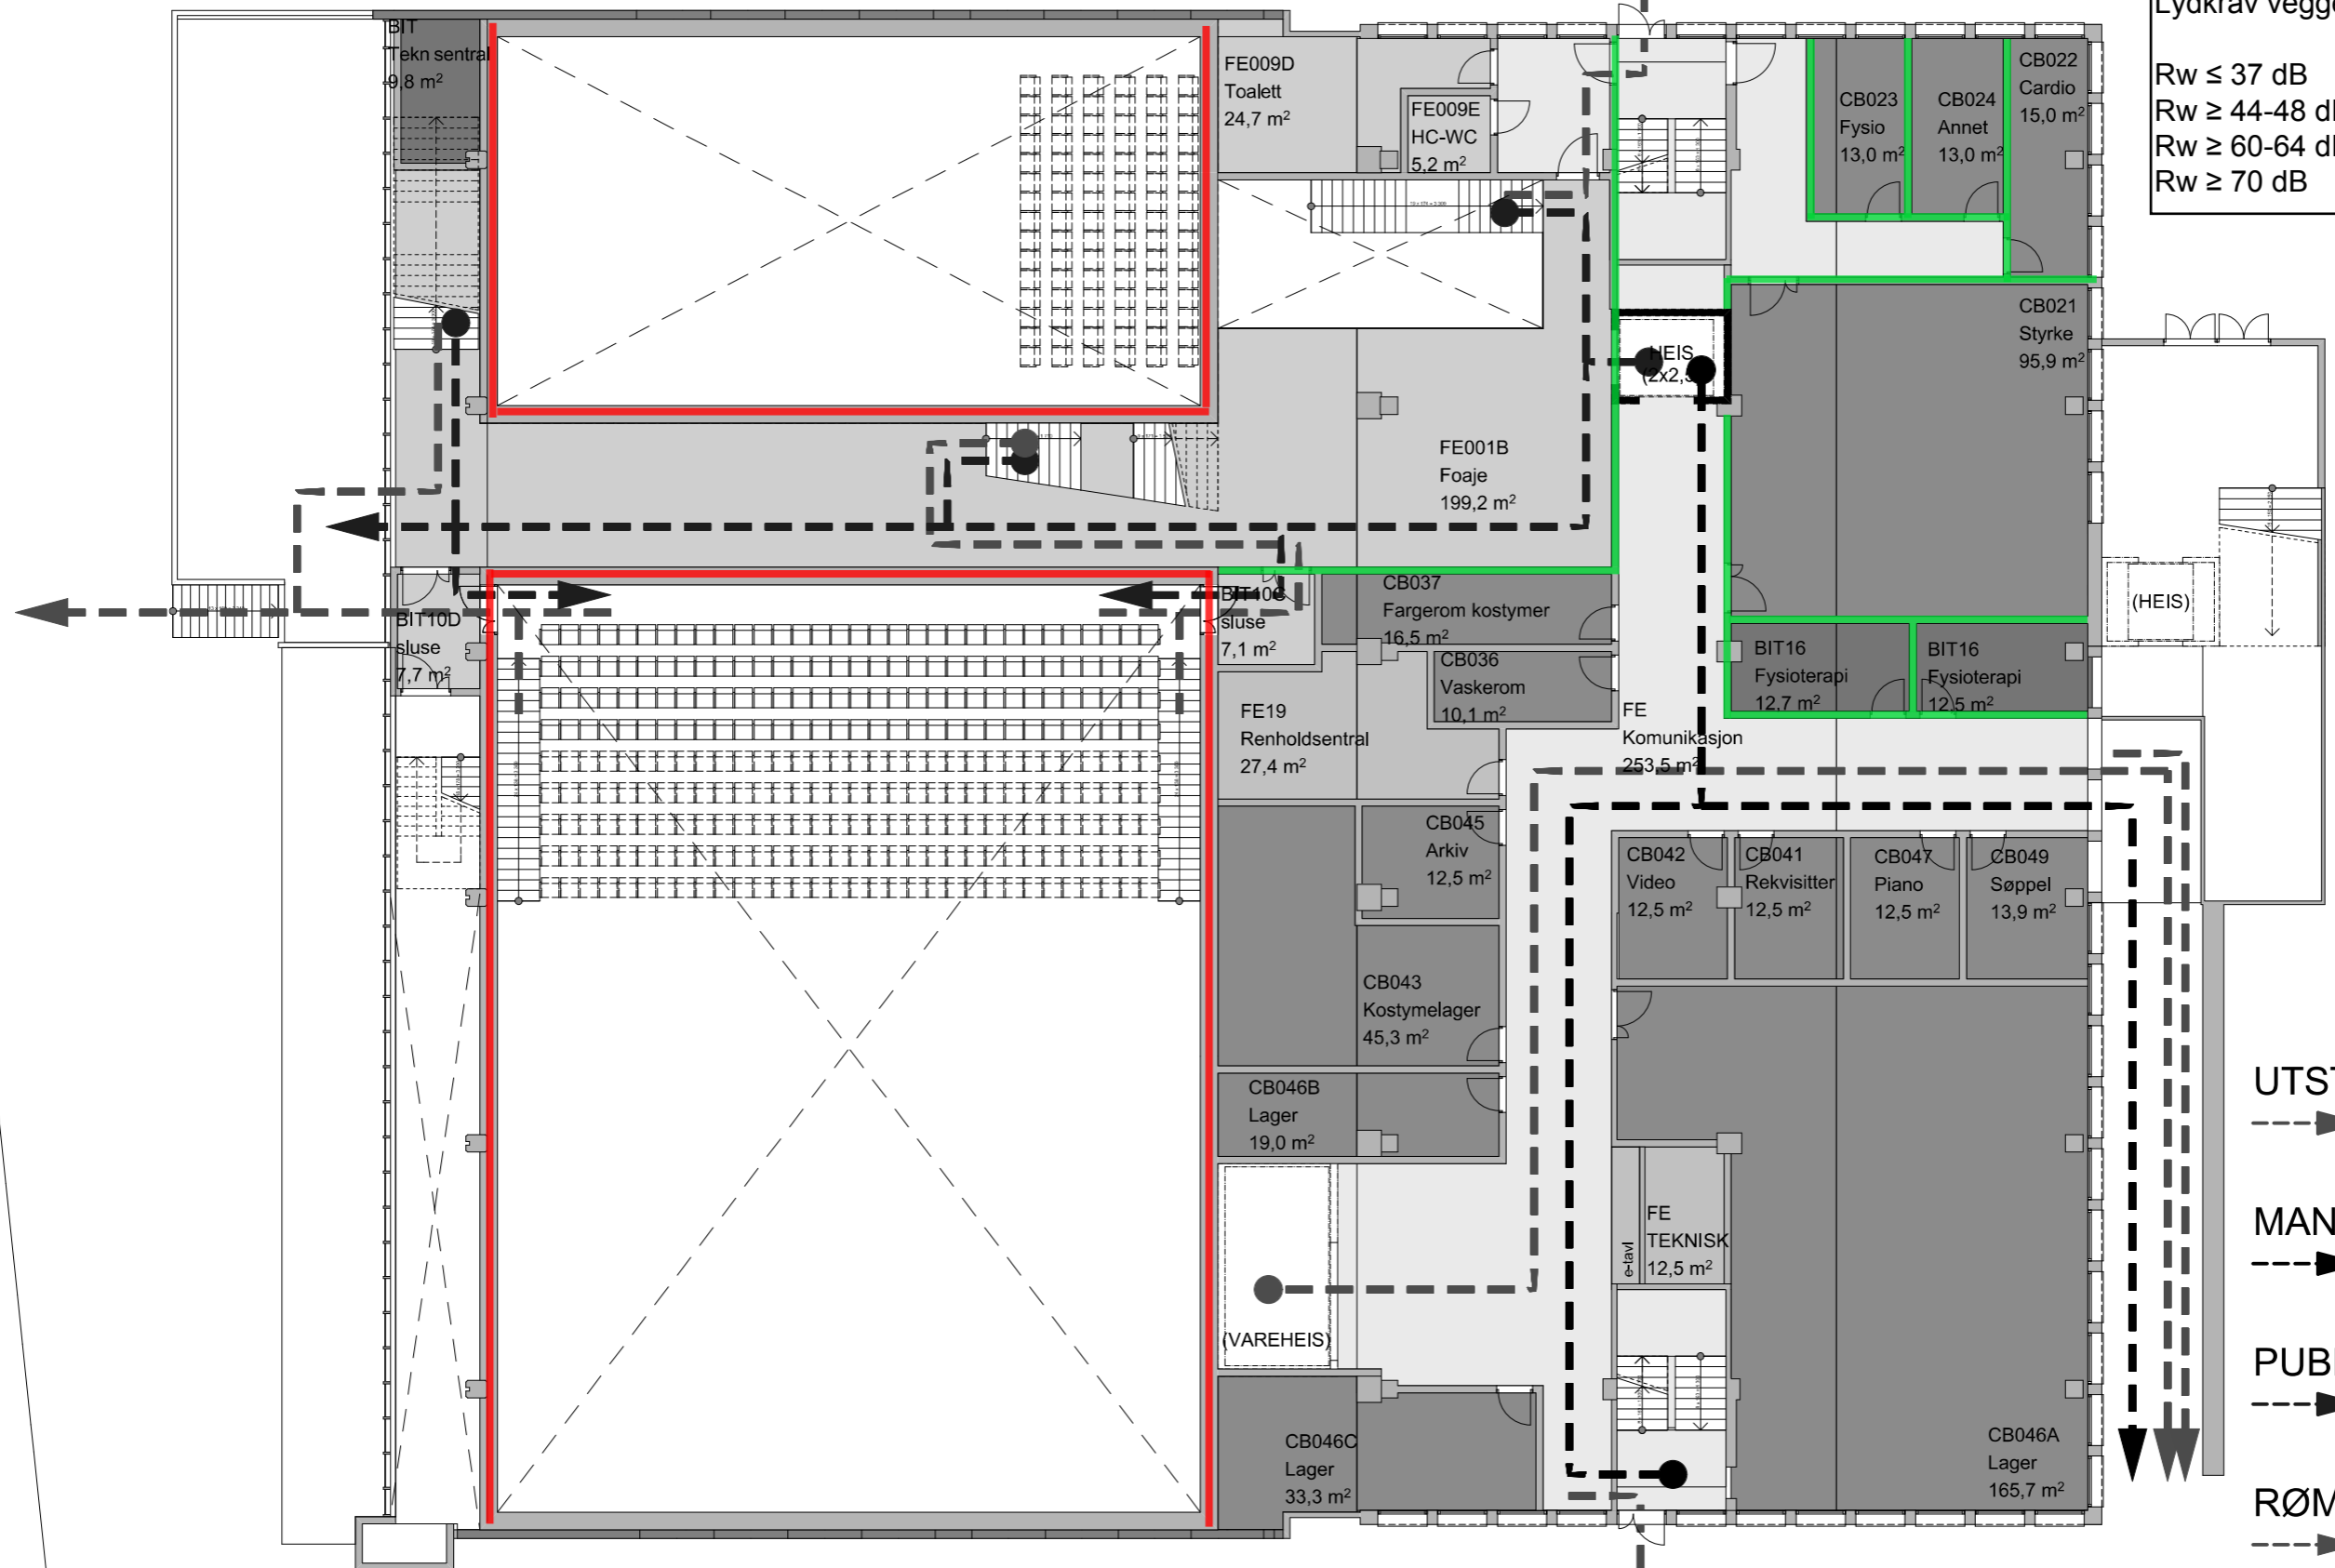 BIT
Tekn sentral
9,8 m²
FE009D
Toalett
24,7 m²
FE009E
HC-WC
5,2 m²
CB023
Fysio
13,0 m²
CB024
Annet
13,0 m²
CB022
Cardio
15,0 m²
Lydkrav vegge
Rw ≤ 37 dB
Rw ≥ 44-48 dB
Rw ≥ 60-64 dB
Rw ≥ 70 dB
HEIS
(2x2,5
CB021
Styrke
95,9 m²
FE001B
Foaje
199,2 m²
BIT10D
sluse
7,7 m²
BIT10C
sluse
7,1 m²
CB037
Fargerom kostymer
16,5 m²
CB036
Vaskerom
10,1 m²
FE19
Renholdsentral
27,4 m²
FE
Komunikasjon
253,5 m²
BIT16
Fysioterapi
12,7 m²
BIT16
Fysioterapi
12,5 m²
(HEIS)
CB045
Arkiv
12,5 m²
CB042
Video
12,5 m²
CB041
Rekvisitter
12,5 m²
CB047
Piano
12,5 m²
CB049
Søppel
13,9 m²
CB043
Kostymelager
45,3 m²
CB046B
Lager
19,0 m²
e-tavl
FE
TEKNISK
12,5 m²
(VAREHEIS)
CB046C
Lager
33,3 m²
CB046A
Lager
165,7 m²
UTST
MAN
PUB
RØM